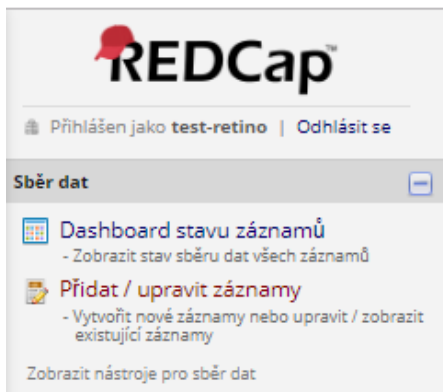 REDCap™
Přihlášen jako test-retino | Odhlásit se
Sběr dat
Dashboard stavu záznamů
- Zobrazit stav sběru dat všech záznamů
Přidat / upravit záznamy
- Vytvořit nové záznamy nebo upravit / zobrazit
existující záznamy
Zobrazit nástroje pro sběr dat